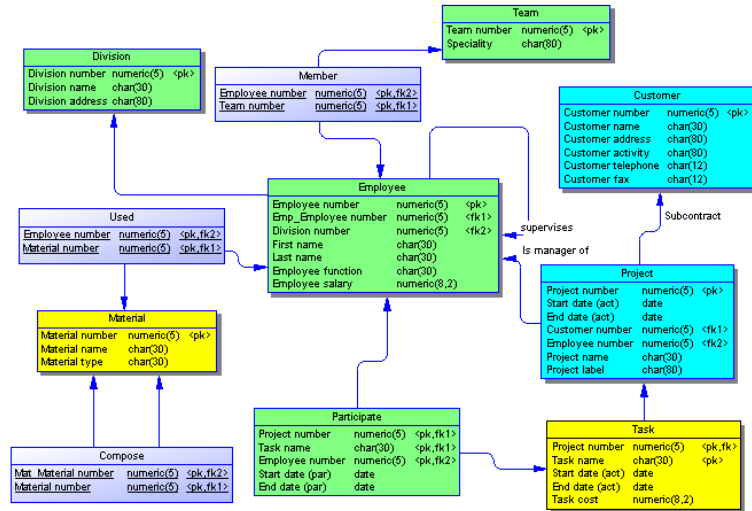 Team
Team number numeric(5) <pk>
Speciality char(80)
Division
Division number numeric(5) <pk>
Division name char(30)
Division address char(80)
Member
Employee number numeric(5) <pk,fk2>
Team number numeric(5) <pk,fk1>
Customer
Customer number numeric(5) <pk>
Customer name char(30)
Customer address char(80)
Customer activity char(80)
Customer telephone char(12)
Customer fax char(12)
Employee
Employee number numeric(5) <pk>
Emp_Employee number numeric(5) <fk1>
Division number numeric(5) <fk2>
First name char(30)
Last name char(30)
Employee function char(30)
Employee salary numeric(8,2)
Used
Employee number numeric(5) <pk,fk2>
Material number numeric(5) <pk,fk1>
supervises
Subcontract
Is manager of
Project
Project number numeric(5) <pk>
Start date (act) date
End date (act) date
Customer number numeric(5) <fk1>
Employee number numeric(5) <fk2>
Project name char(30)
Project label char(80)
Material
Material number numeric(5) <pk>
Material name char(30)
Material type char(30)
Participate
Project number numeric(5) <pk,fk1>
Task name char(30) <pk,fk1>
Employee number numeric(5) <pk,fk2>
Start date (par) date
End date (par) date
Task
Project number numeric(5) <pk,fk>
Task name char(30) <pk>
Start date (act) date
End date (act) date
Task cost numeric(8,2)
Compose
Mat_Material number numeric(5) <pk,fk2>
Material number numeric(5) <pk,fk1>